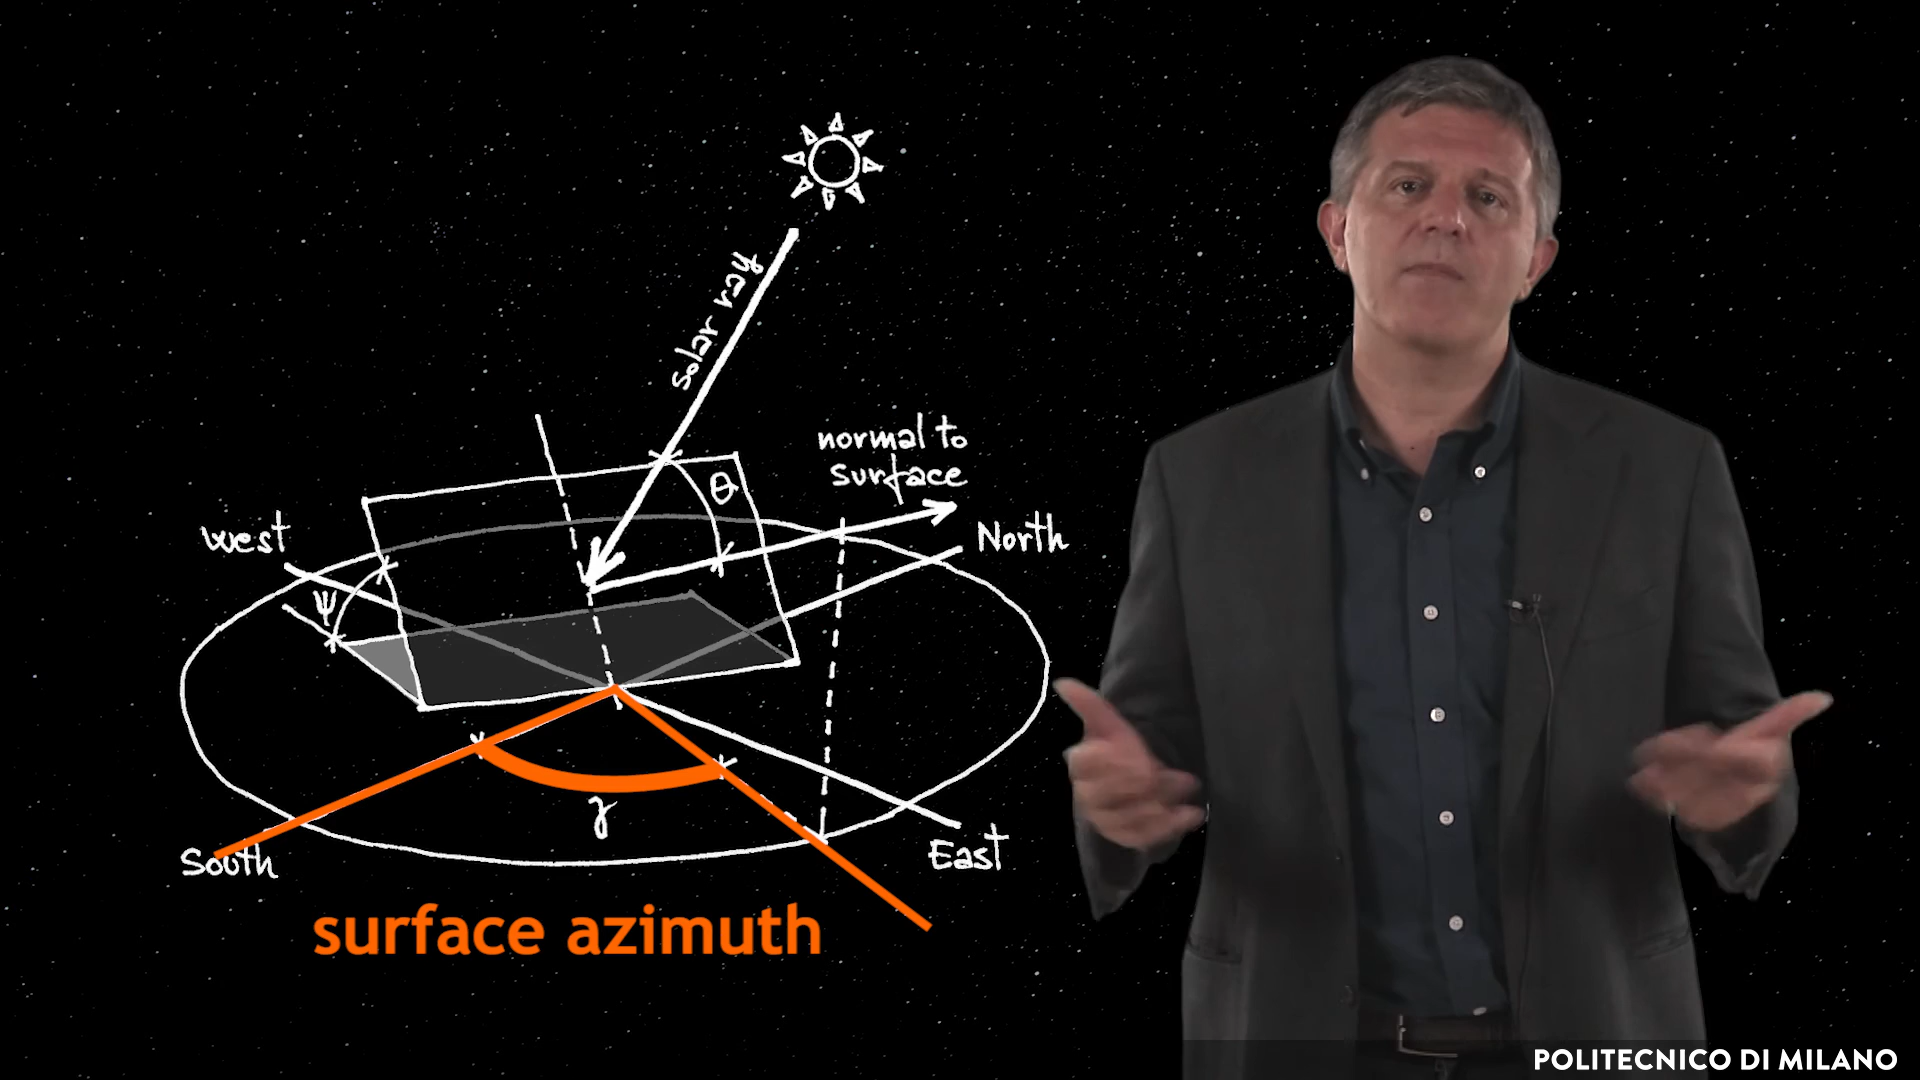 solar ray
normal to
surface
θ
west
North
ψ
γ
South
East
surface azimuth
POLITECNICO DI MILANO